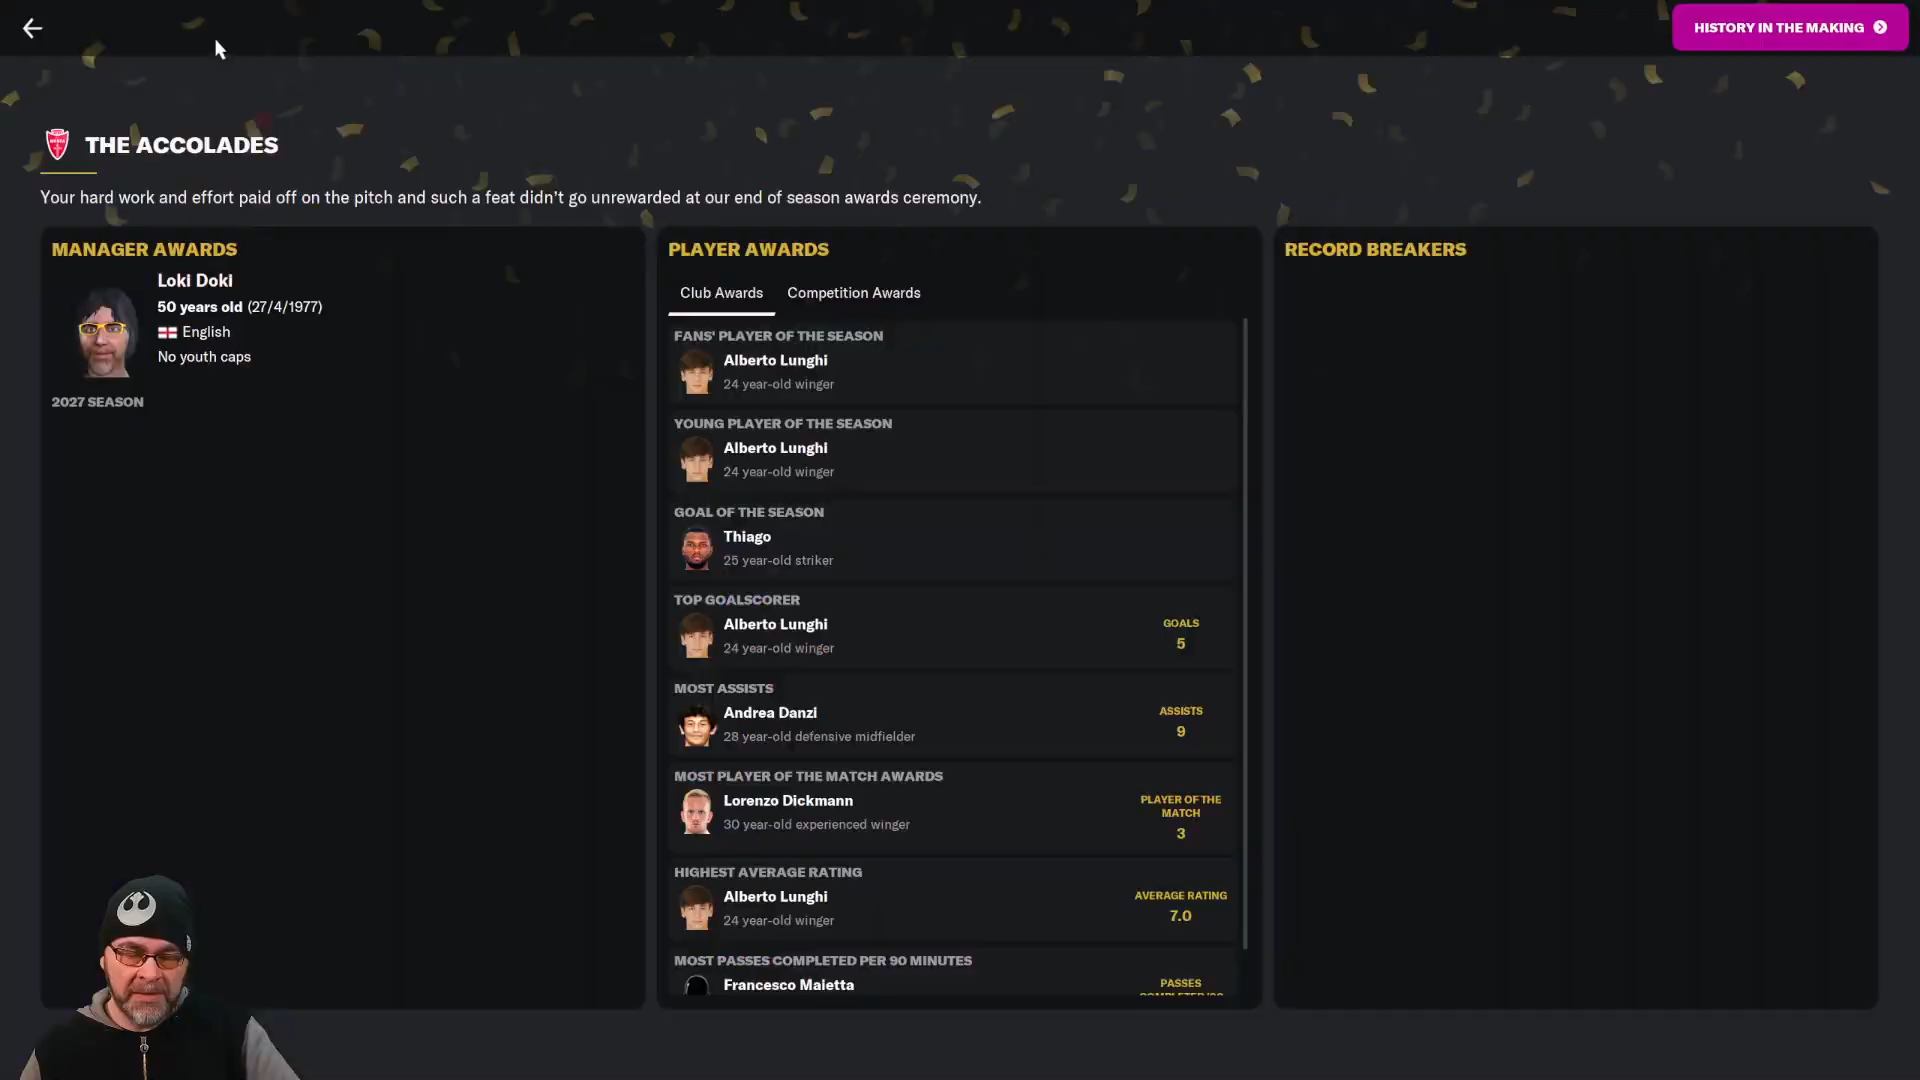 HISTORY IN THE MAKING
THE ACCOLADES
Your hard work and effort paid off on the pitch and such a feat didn't go unrewarded at our end of season awards ceremony.
MANAGER AWARDS
Loki Doki
50 years old (27/4/1977)
English
No youth caps
2027 SEASON
PLAYER AWARDS
Club Awards Competition Awards
FANS' PLAYER OF THE SEASON
Alberto Lunghi
24 year-old winger
YOUNG PLAYER OF THE SEASON
Alberto Lunghi
24 year-old winger
GOAL OF THE SEASON
Thiago
25 year-old striker
TOP GOALSCORER
Alberto Lunghi
24 year-old winger
GOALS
5
MOST ASSISTS
Andrea Danzi
28 year-old defensive midfielder
ASSISTS
9
MOST PLAYER OF THE MATCH AWARDS
Lorenzo Dickmann
30 year-old experienced winger
PLAYER OF THE
MATCH
3
HIGHEST AVERAGE RATING
Alberto Lunghi
24 year-old winger
AVERAGE RATING
7.0
MOST PASSES COMPLETED PER 90 MINUTES
Francesco Maietta
PASSES
RECORD BREAKERS